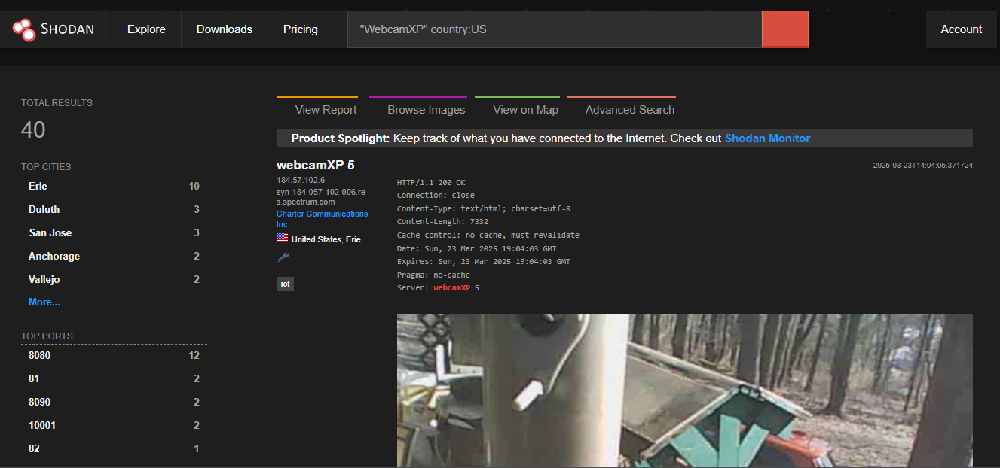 SHODAN Explore Downloads Pricing "WebcamXP" country:US Account
TOTAL RESULTS
40
TOP CITIES
Erie 10
Duluth 3
San Jose 3
Anchorage 2
Vallejo 2
More...
TOP PORTS
8080 12
81 2
8090 2
10001 2
82 1
View Report Browse Images View on Map Advanced Search
Product Spotlight: Keep track of what you have connected to the Internet. Check out Shodan Monitor
webcamXP 5
2025-03-23T14:04:05.371724
184.57.102.6
syn-184-057-102-006.re
s.spectrum.com
Charter Communications
Inc
United States, Erie
iot
HTTP/1.1 200 OK
Connection: close
Content-Type: text/html; charset=utf-8
Content-Length: 7332
Cache-control: no-cache, must revalidate
Date: Sun, 23 Mar 2025 19:04:03 GMT
Expires: Sun, 23 Mar 2025 19:04:03 GMT
Pragma: no-cache
Server: webcamXP 5